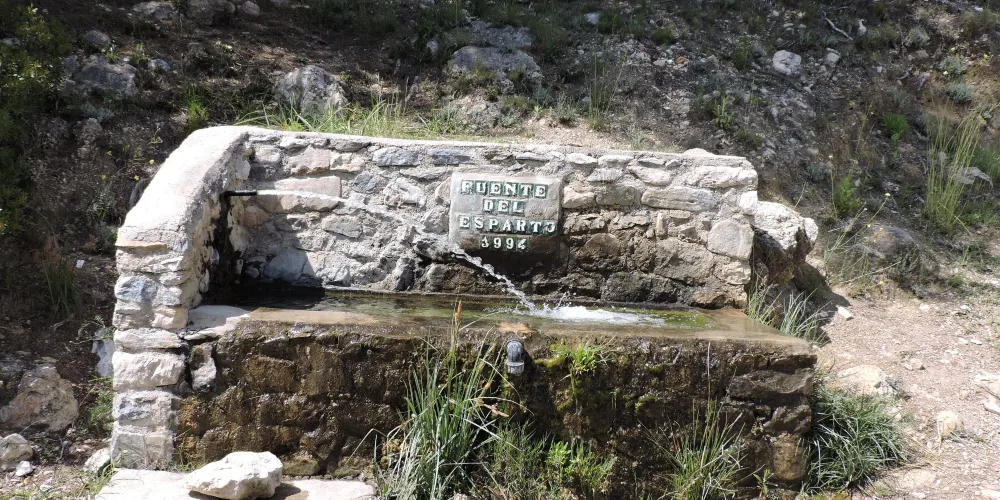 FUENTE
DEL
ESPARTO
1994